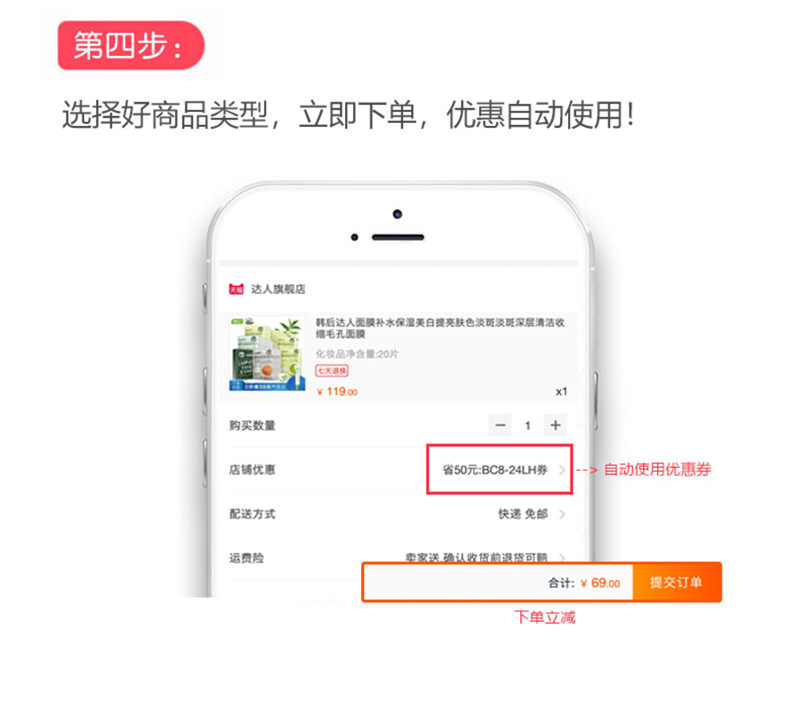 第四步:
选择好商品类型，立即下单，优惠自动使用！
天猫 达人旗舰店
韩后达人面膜补水保湿美白提亮肤色淡斑淡斑深层清洁收
缩毛孔面膜
化妆品净含量:20片
七天退换
¥ 119.00
x1
购买数量
− 1 +
店铺优惠 省50元:BC8-24LH券 >
--> 自动使用优惠券
配送方式 快递 免邮 >
运费险 卖家送,确认收货前退货可赔 >
合计: ¥ 69.00 提交订单
下单立减